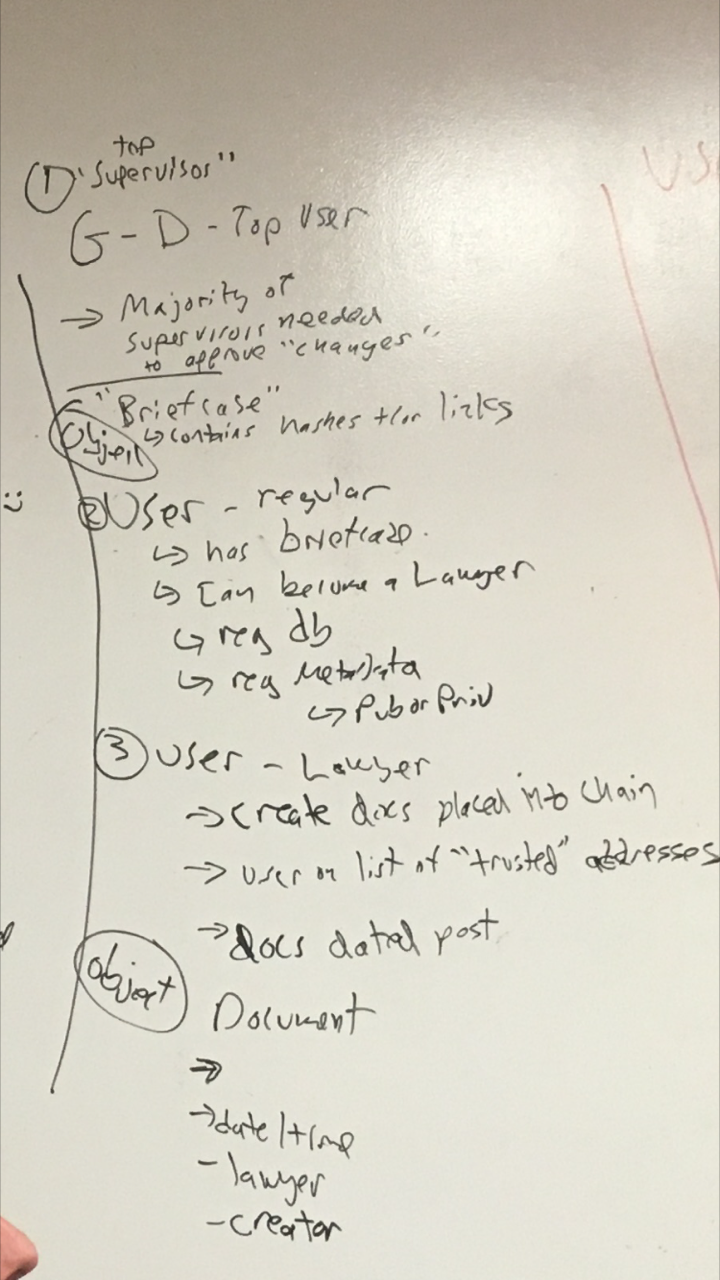 top
① "Supervisor"
G-D - Top User
→ Majority of
supervisors needed
to approve "changes"
- "Briefcase"
Object
↳ contains hashes +/or links
:)
② User - regular
↳ has briefcase.
↳ Can become a Lawyer
↳ reg db
↳ reg MetaData
↳ Pub or Priv
③ User - Lawyer
→ create docs placed into chain
→ user on list of "trusted" addresses
→ docs post
Object
Document
→
→ date/time
- lawyer
- creator
US